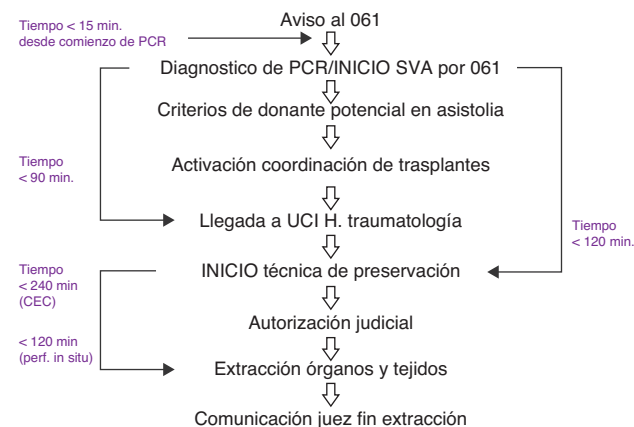 Aviso al 061
Tiempo < 15 min.
desde comienzo de PCR
Diagnostico de PCR/INICIO SVA por 061
Criterios de donante potencial en asistolia
Activación coordinación de trasplantes
Tiempo
< 90 min.
Llegada a UCI H. traumatología
Tiempo
< 120 min.
INICIO técnica de preservación
Tiempo
< 240 min
(CEC)
Autorización judicial
< 120 min
(perf. in situ)
Extracción órganos y tejidos
Comunicación juez fin extracción